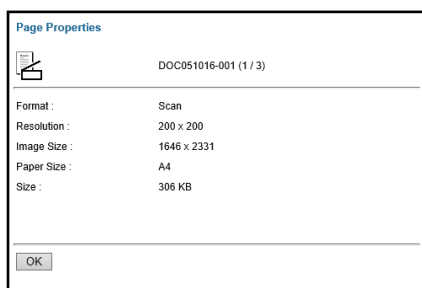 Page Properties
DOC051016-001 (1 / 3)
Format : Scan
Resolution : 200 x 200
Image Size : 1646 x 2331
Paper Size : A4
Size : 306 KB
OK